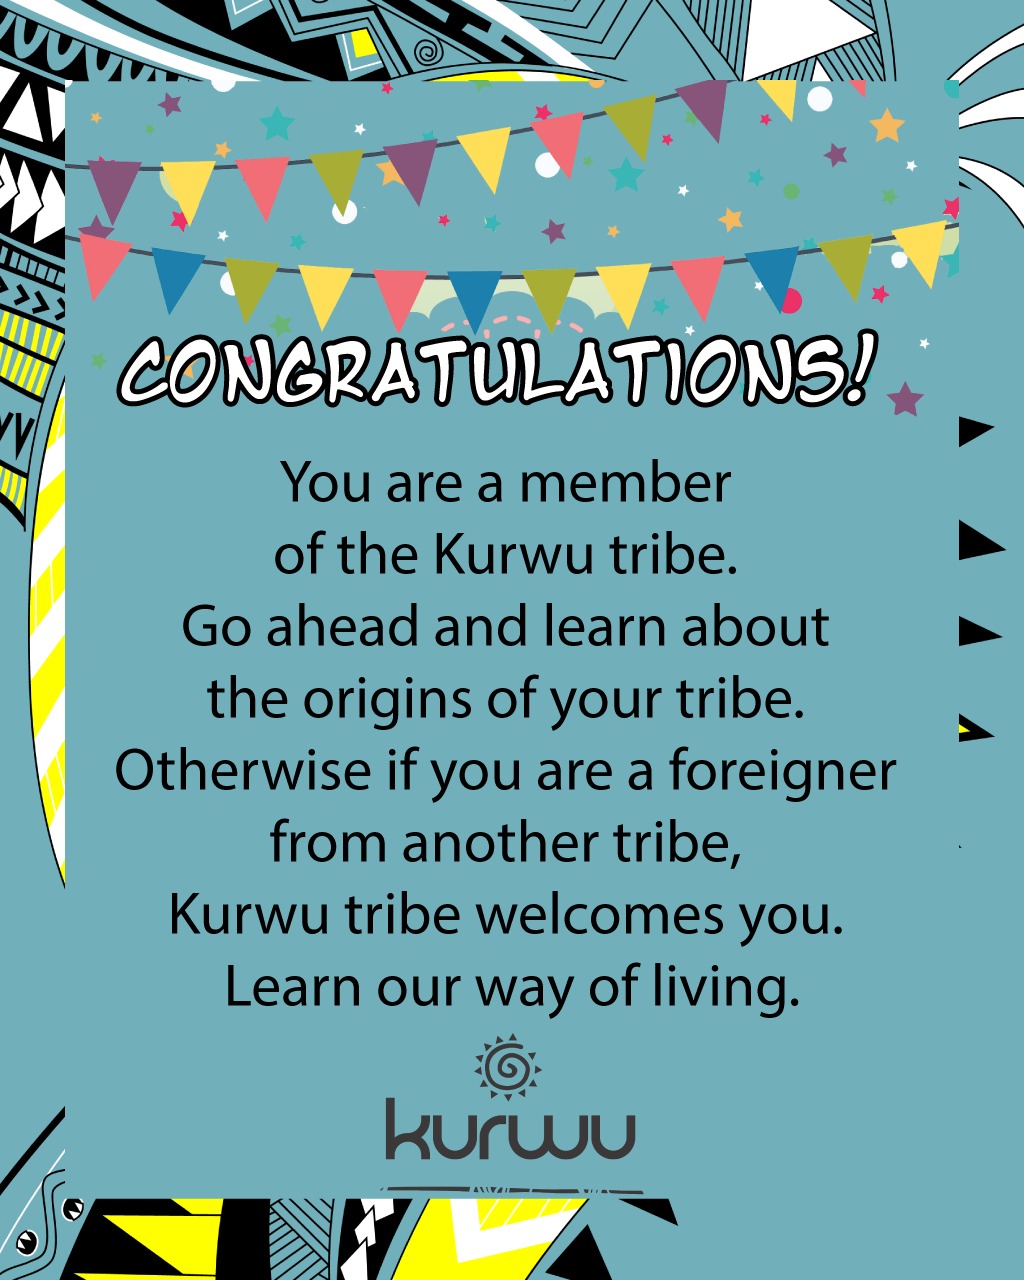 CONGRATULATIONS!
You are a member
of the Kurwu tribe.
Go ahead and learn about
the origins of your tribe.
Otherwise if you are a foreigner
from another tribe,
Kurwu tribe welcomes you.
Learn our way of living.
kurwu